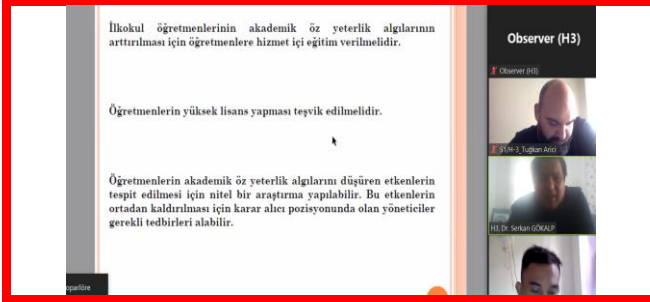 İlkokul öğretmenlerinin akademik öz yeterlik algılarının
arttırılması için öğretmenlere hizmet içi eğitim verilmelidir.
Öğretmenlerin yüksek lisans yapması teşvik edilmelidir.
Öğretmenlerin akademik öz yeterlik algılarını düşüren etkenlerin
tespit edilmesi için nitel bir araştırma yapılabilir. Bu etkenlerin
ortadan kaldırılması için karar alıcı pozisyonunda olan yöneticiler
gerekli tedbirleri alabilir.
Observer (H3)
Observer (H3)
S1/H-3_Tuğkan Arici
H3, Dr. Serkan GÖKALP